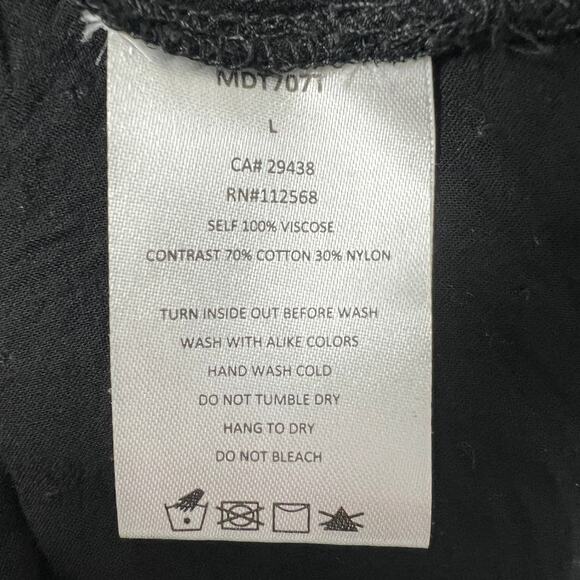 MDT7071
L
CA# 29438
RN#112568
SELF 100% VISCOSE
CONTRAST 70% COTTON 30% NYLON
TURN INSIDE OUT BEFORE WASH
WASH WITH ALIKE COLORS
HAND WASH COLD
DO NOT TUMBLE DRY
HANG TO DRY
DO NOT BLEACH